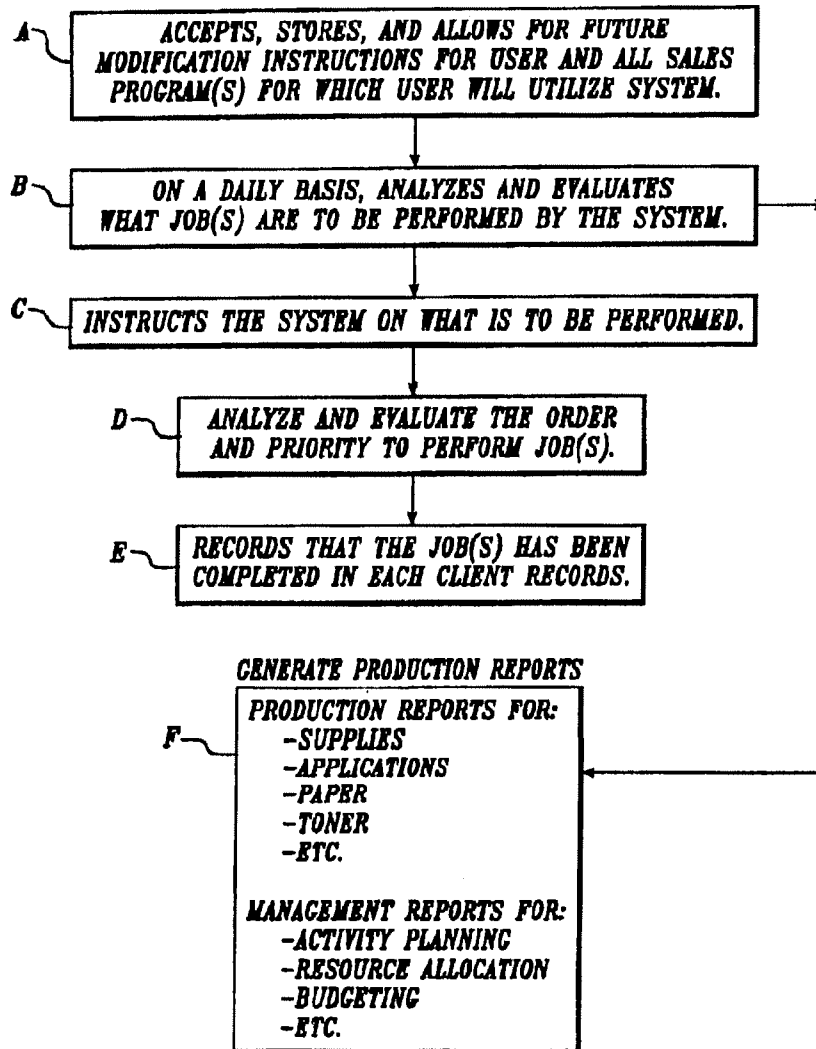 A
ACCEPTS, STORES, AND ALLOWS FOR FUTURE
MODIFICATION INSTRUCTIONS FOR USER AND ALL SALES
PROGRAM(S) FOR WHICH USER WILL UTILIZE SYSTEM.
B
ON A DAILY BASIS, ANALYZES AND EVALUATES
WHAT JOB(S) ARE TO BE PERFORMED BY THE SYSTEM.
C
INSTRUCTS THE SYSTEM ON WHAT IS TO BE PERFORMED.
D
ANALYZE AND EVALUATE THE ORDER
AND PRIORITY TO PERFORM JOB(S).
E
RECORDS THAT THE JOB(S) HAS BEEN
COMPLETED IN EACH CLIENT RECORDS.
GENERATE PRODUCTION REPORTS
F
PRODUCTION REPORTS FOR:
-SUPPLIES
-APPLICATIONS
-PAPER
-TONER
-ETC.
MANAGEMENT REPORTS FOR:
-ACTIVITY PLANNING
-RESOURCE ALLOCATION
-BUDGETING
-ETC.